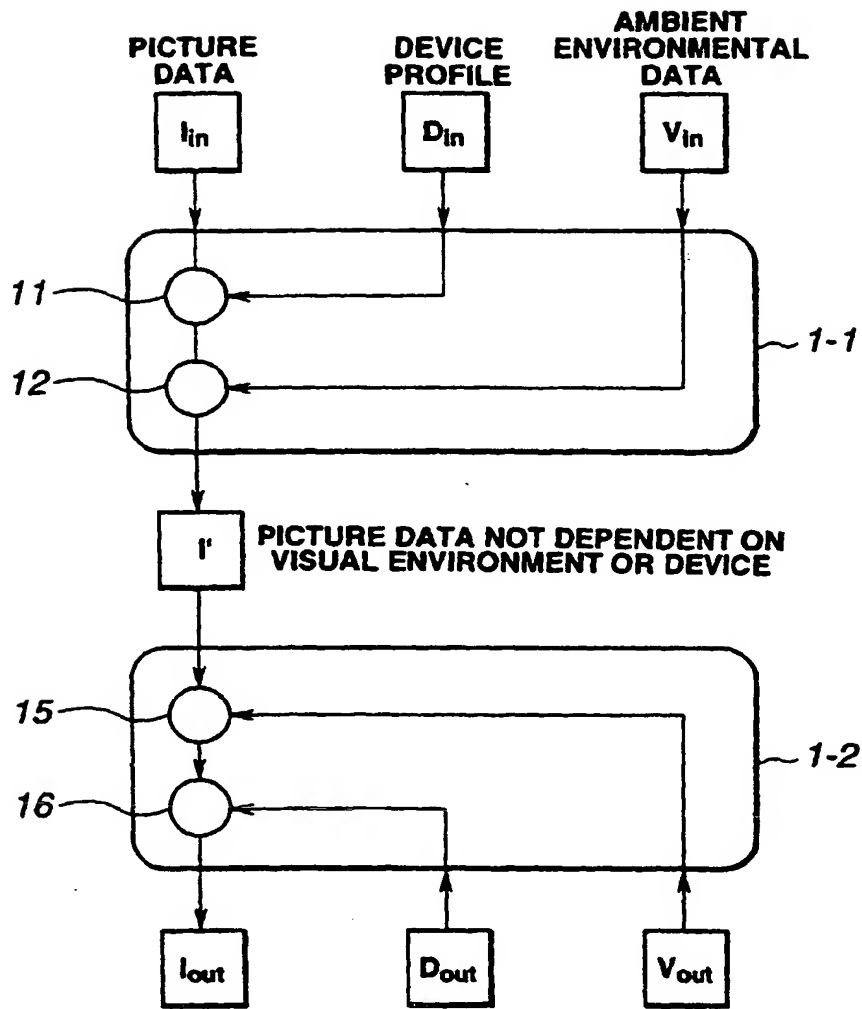 PICTURE DATA
DEVICE PROFILE
AMBIENT ENVIRONMENTAL DATA
Iin
Din
Vin
11
12
1-1
I'
PICTURE DATA NOT DEPENDENT ON
VISUAL ENVIRONMENT OR DEVICE
15
16
1-2
Iout
Dout
Vout